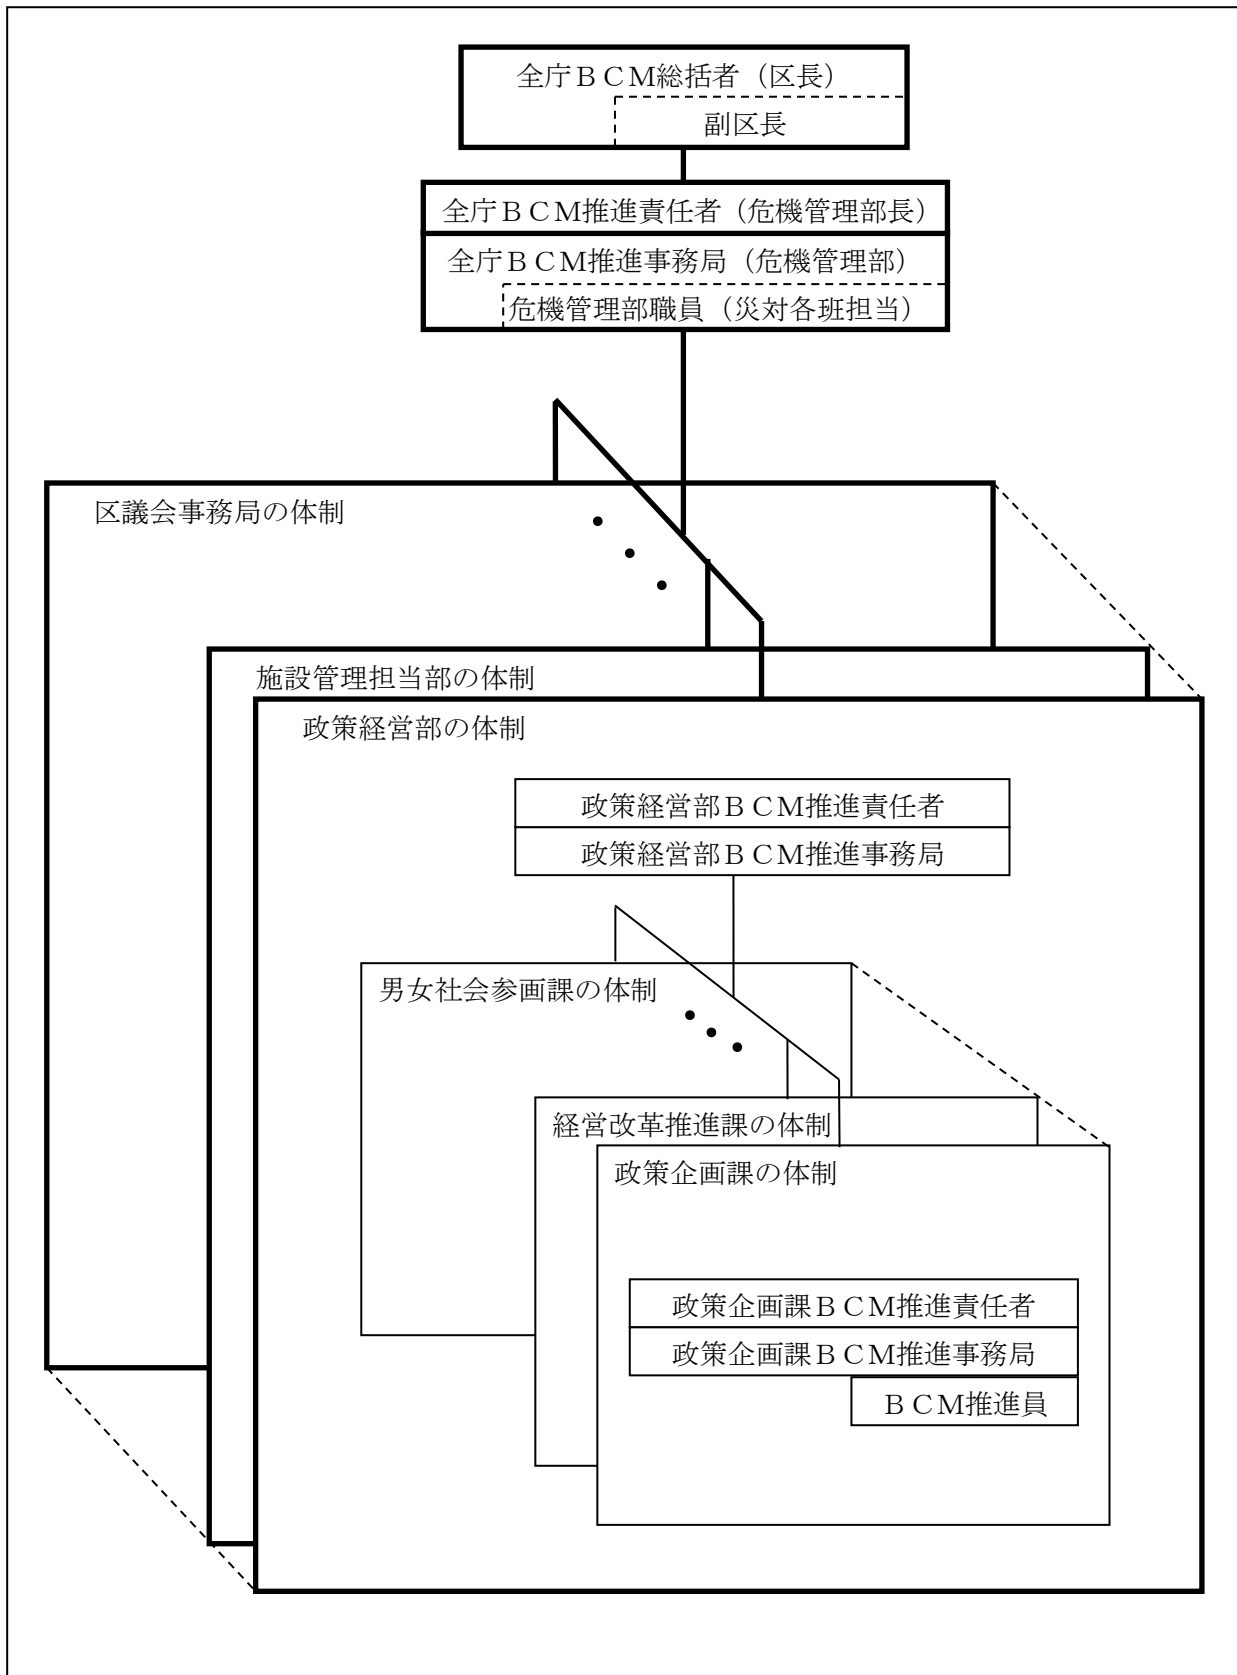 全庁ＢＣＭ総括者（区長）
副区長
全庁ＢＣＭ推進責任者（危機管理部長）
全庁ＢＣＭ推進事務局（危機管理部）
危機管理部職員（災対各班担当）
区議会事務局の体制
施設管理担当部の体制
政策経営部の体制
政策経営部ＢＣＭ推進責任者
政策経営部ＢＣＭ推進事務局
男女社会参画課の体制
経営改革推進課の体制
政策企画課の体制
政策企画課ＢＣＭ推進責任者
政策企画課ＢＣＭ推進事務局
ＢＣＭ推進員